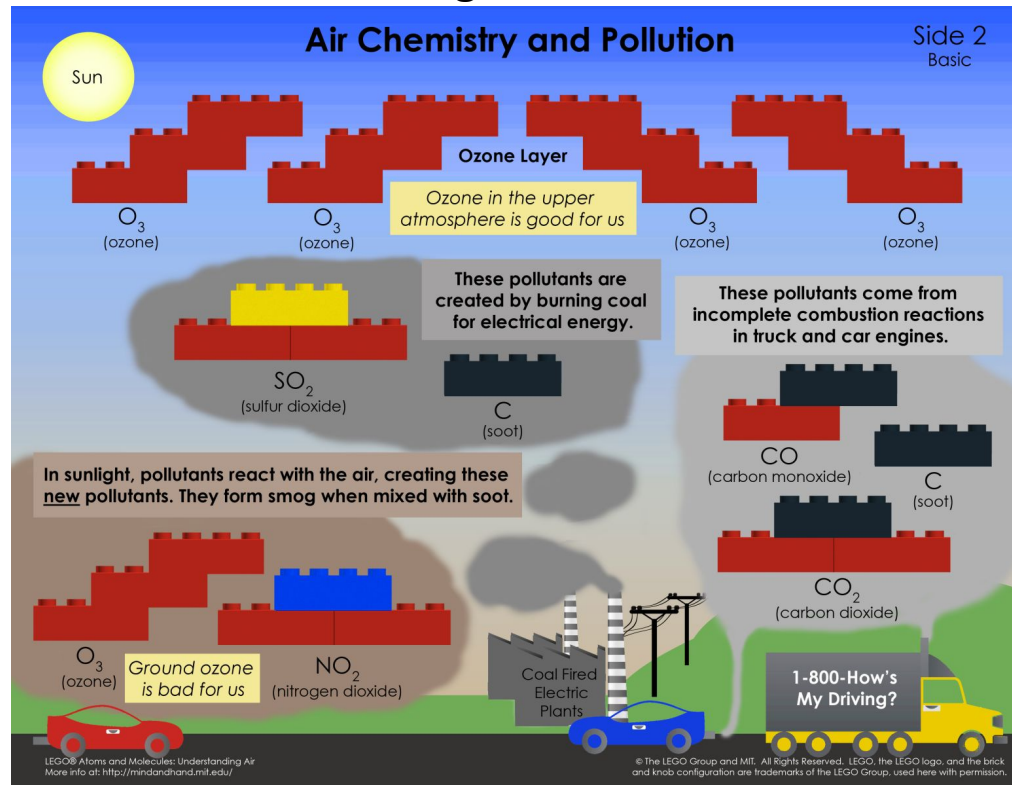 Air Chemistry and Pollution
Side 2
Basic
Sun
Ozone Layer
Ozone in the upper
atmosphere is good for us
O3
(ozone)
O3
(ozone)
O3
(ozone)
O3
(ozone)
These pollutants are
created by burning coal
for electrical energy.
SO2
(sulfur dioxide)
C
(soot)
These pollutants come from
incomplete combustion reactions
in truck and car engines.
CO
(carbon monoxide)
C
(soot)
CO2
(carbon dioxide)
In sunlight, pollutants react with the air, creating these
new pollutants. They form smog when mixed with soot.
O3
(ozone)
Ground ozone
is bad for us
NO2
(nitrogen dioxide)
Coal Fired
Electric
Plants
1-800-How's
My Driving?
LEGO® Atoms and Molecules: Understanding Air
More info at: http://mindandhand.mit.edu/
© The LEGO Group and MIT. All Rights Reserved. LEGO, the LEGO logo, and the brick
and knob configuration are trademarks of the LEGO Group, used here with permission.